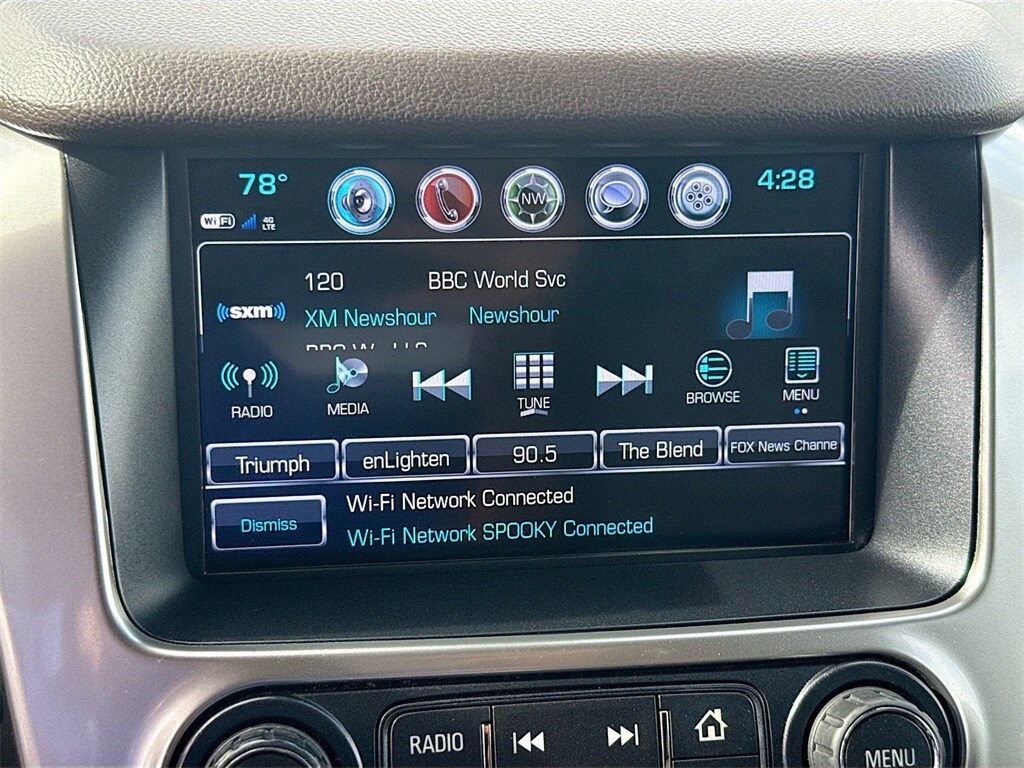 78° NW 4:28
WiFi 4G LTE
120 BBC World Svc
sxm XM Newshour Newshour
RADIO MEDIA TUNE BROWSE MENU
Triumph enLighten 90.5 The Blend FOX News Channe
Dismiss Wi-Fi Network Connected
Wi-Fi Network SPOOKY Connected
RADIO MENU